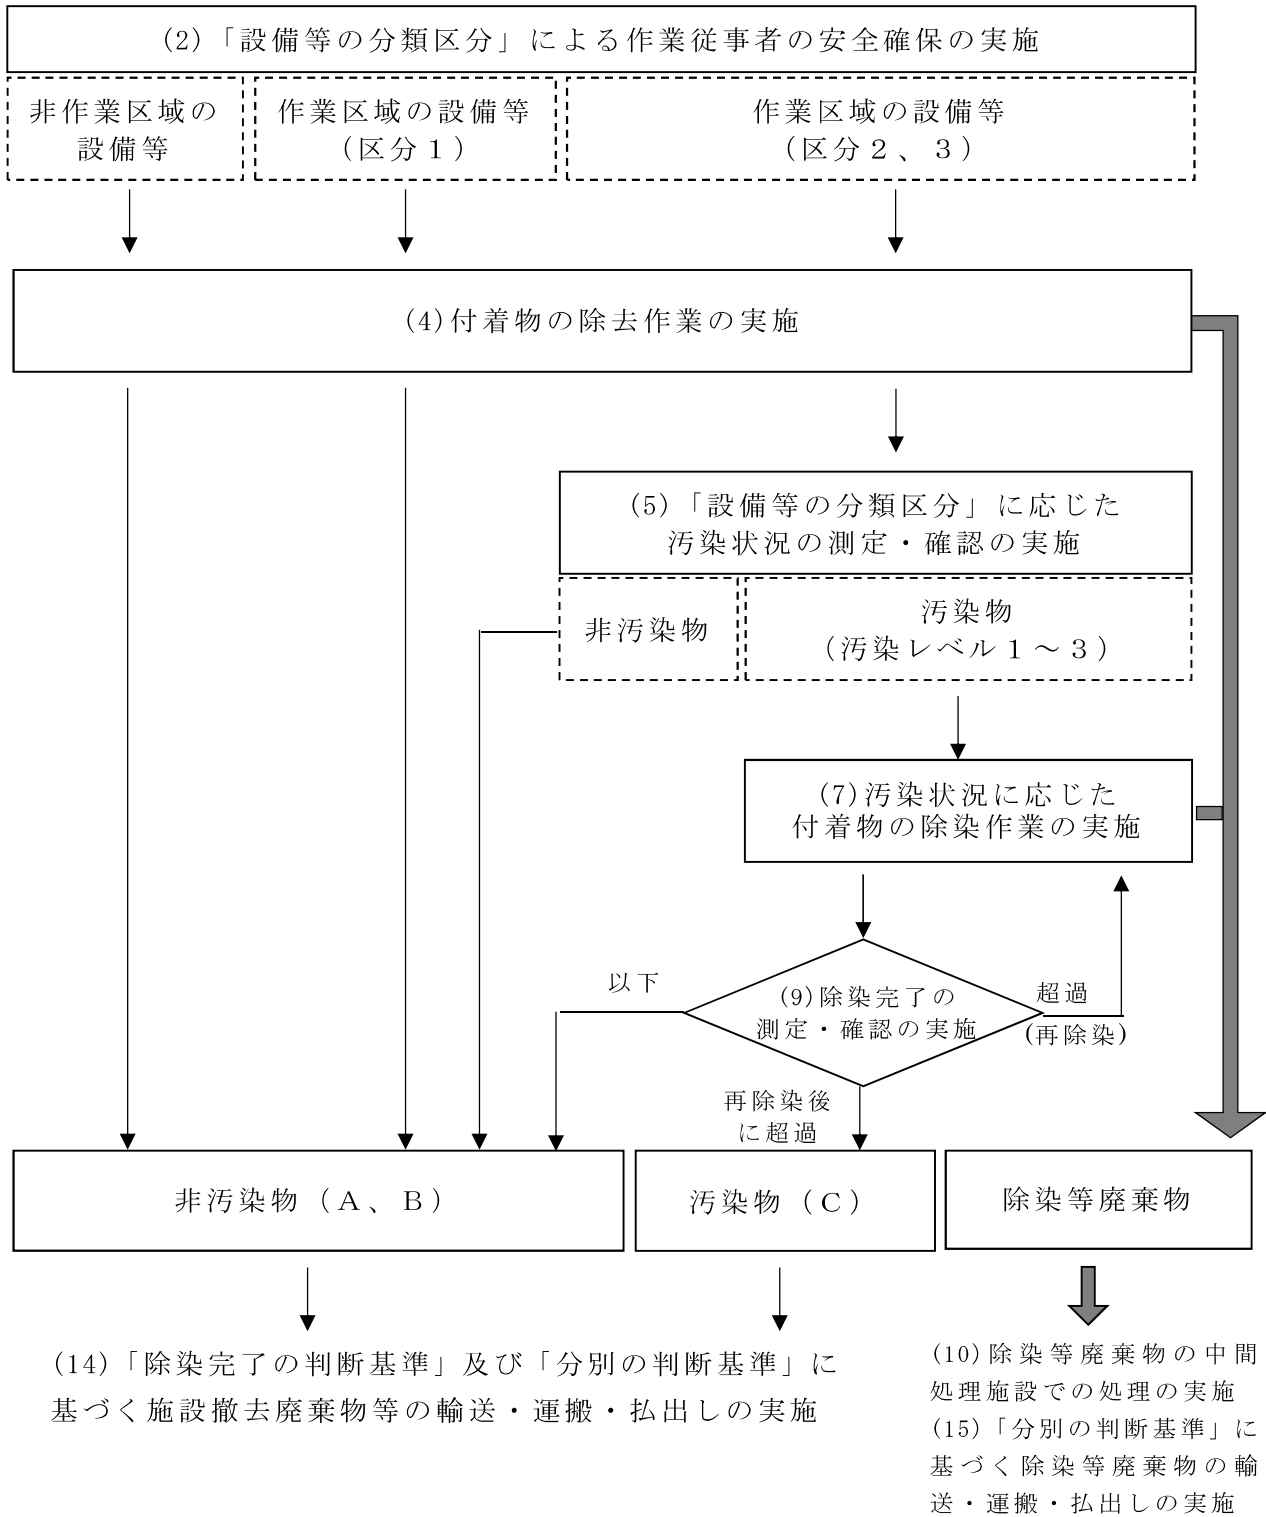 (2)「設備等の分類区分」による作業従事者の安全確保の実施
非作業区域の
設備等
作業区域の設備等
（区分１）
作業区域の設備等
（区分２、３）
(4)付着物の除去作業の実施
(5)「設備等の分類区分」に応じた
汚染状況の測定・確認の実施
非汚染物
汚染物
（汚染レベル１～３）
(7)汚染状況に応じた
付着物の除染作業の実施
以下
(9)除染完了の
測定・確認の実施
超過
(再除染)
再除染後
に超過
非汚染物（Ａ、Ｂ）
汚染物（Ｃ）
除染等廃棄物
(14)「除染完了の判断基準」及び「分別の判断基準」に
基づく施設撤去廃棄物等の輸送・運搬・払出しの実施
(10)除染等廃棄物の中間
処理施設での処理の実施
(15)「分別の判断基準」に
基づく除染等廃棄物の輸
送・運搬・払出しの実施